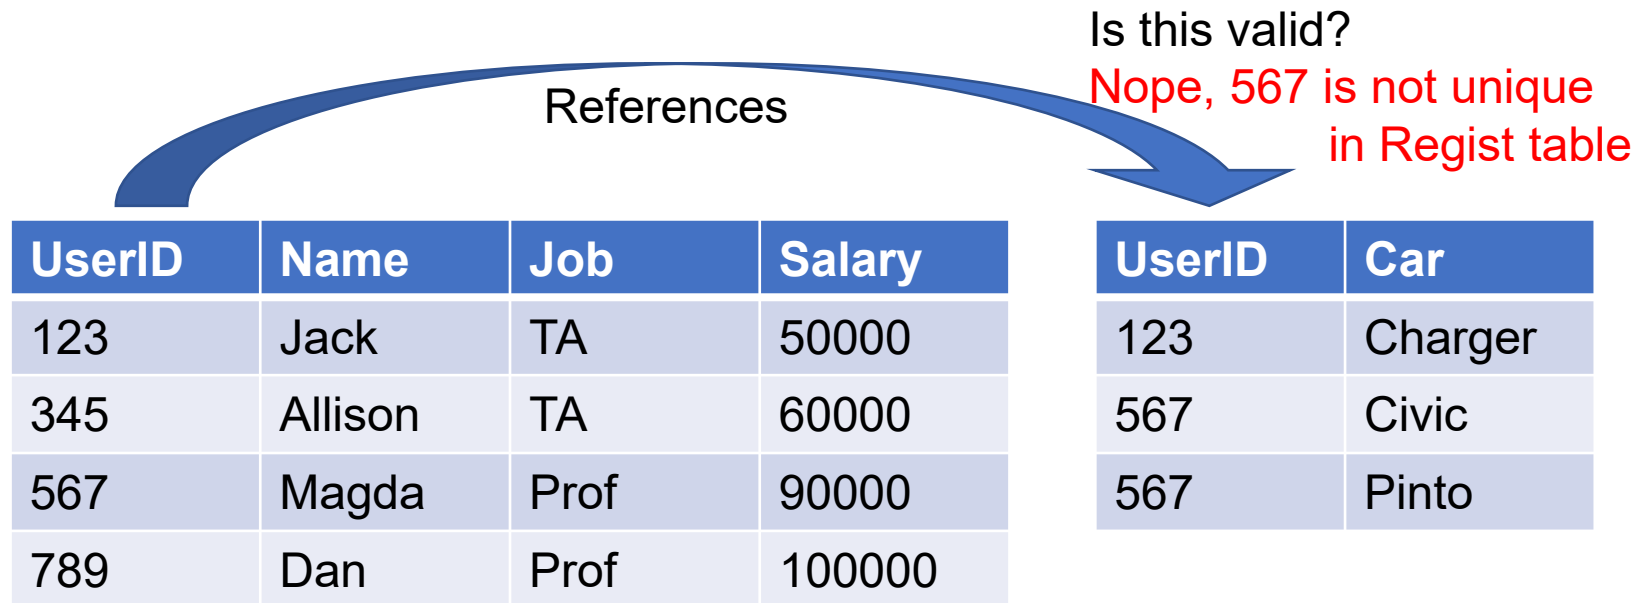 Is this valid?
Nope, 567 is not unique
in Regist table
References
UserID Name Job Salary
123 Jack TA 50000
345 Allison TA 60000
567 Magda Prof 90000
789 Dan Prof 100000
UserID Car
123 Charger
567 Civic
567 Pinto